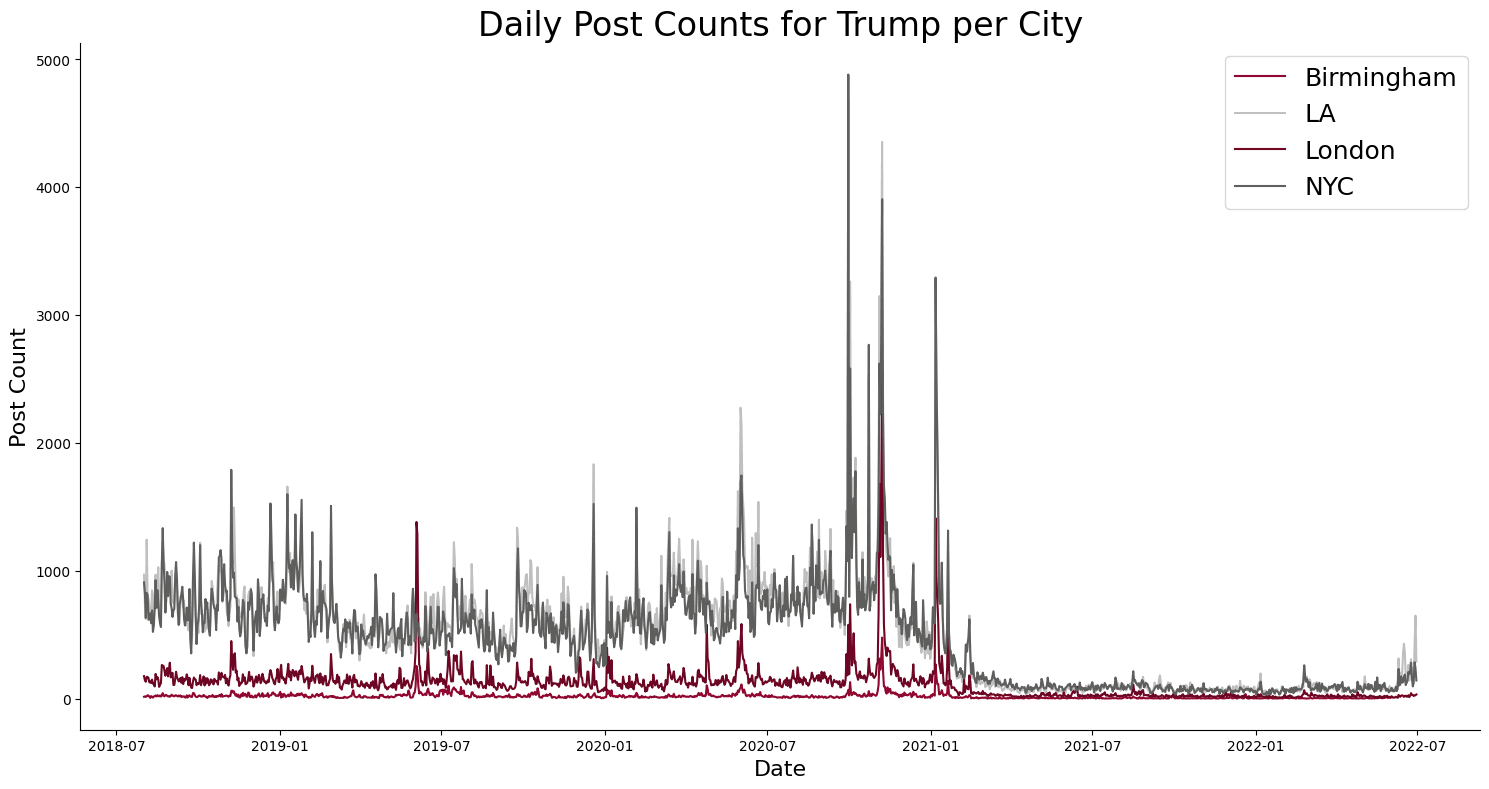 Daily Post Counts for Trump per City
Birmingham
LA
London
NYC
Post Count
5000
4000
3000
2000
1000
0
2018-07
2019-01
2019-07
2020-01
2020-07
2021-01
2021-07
2022-01
2022-07
Date